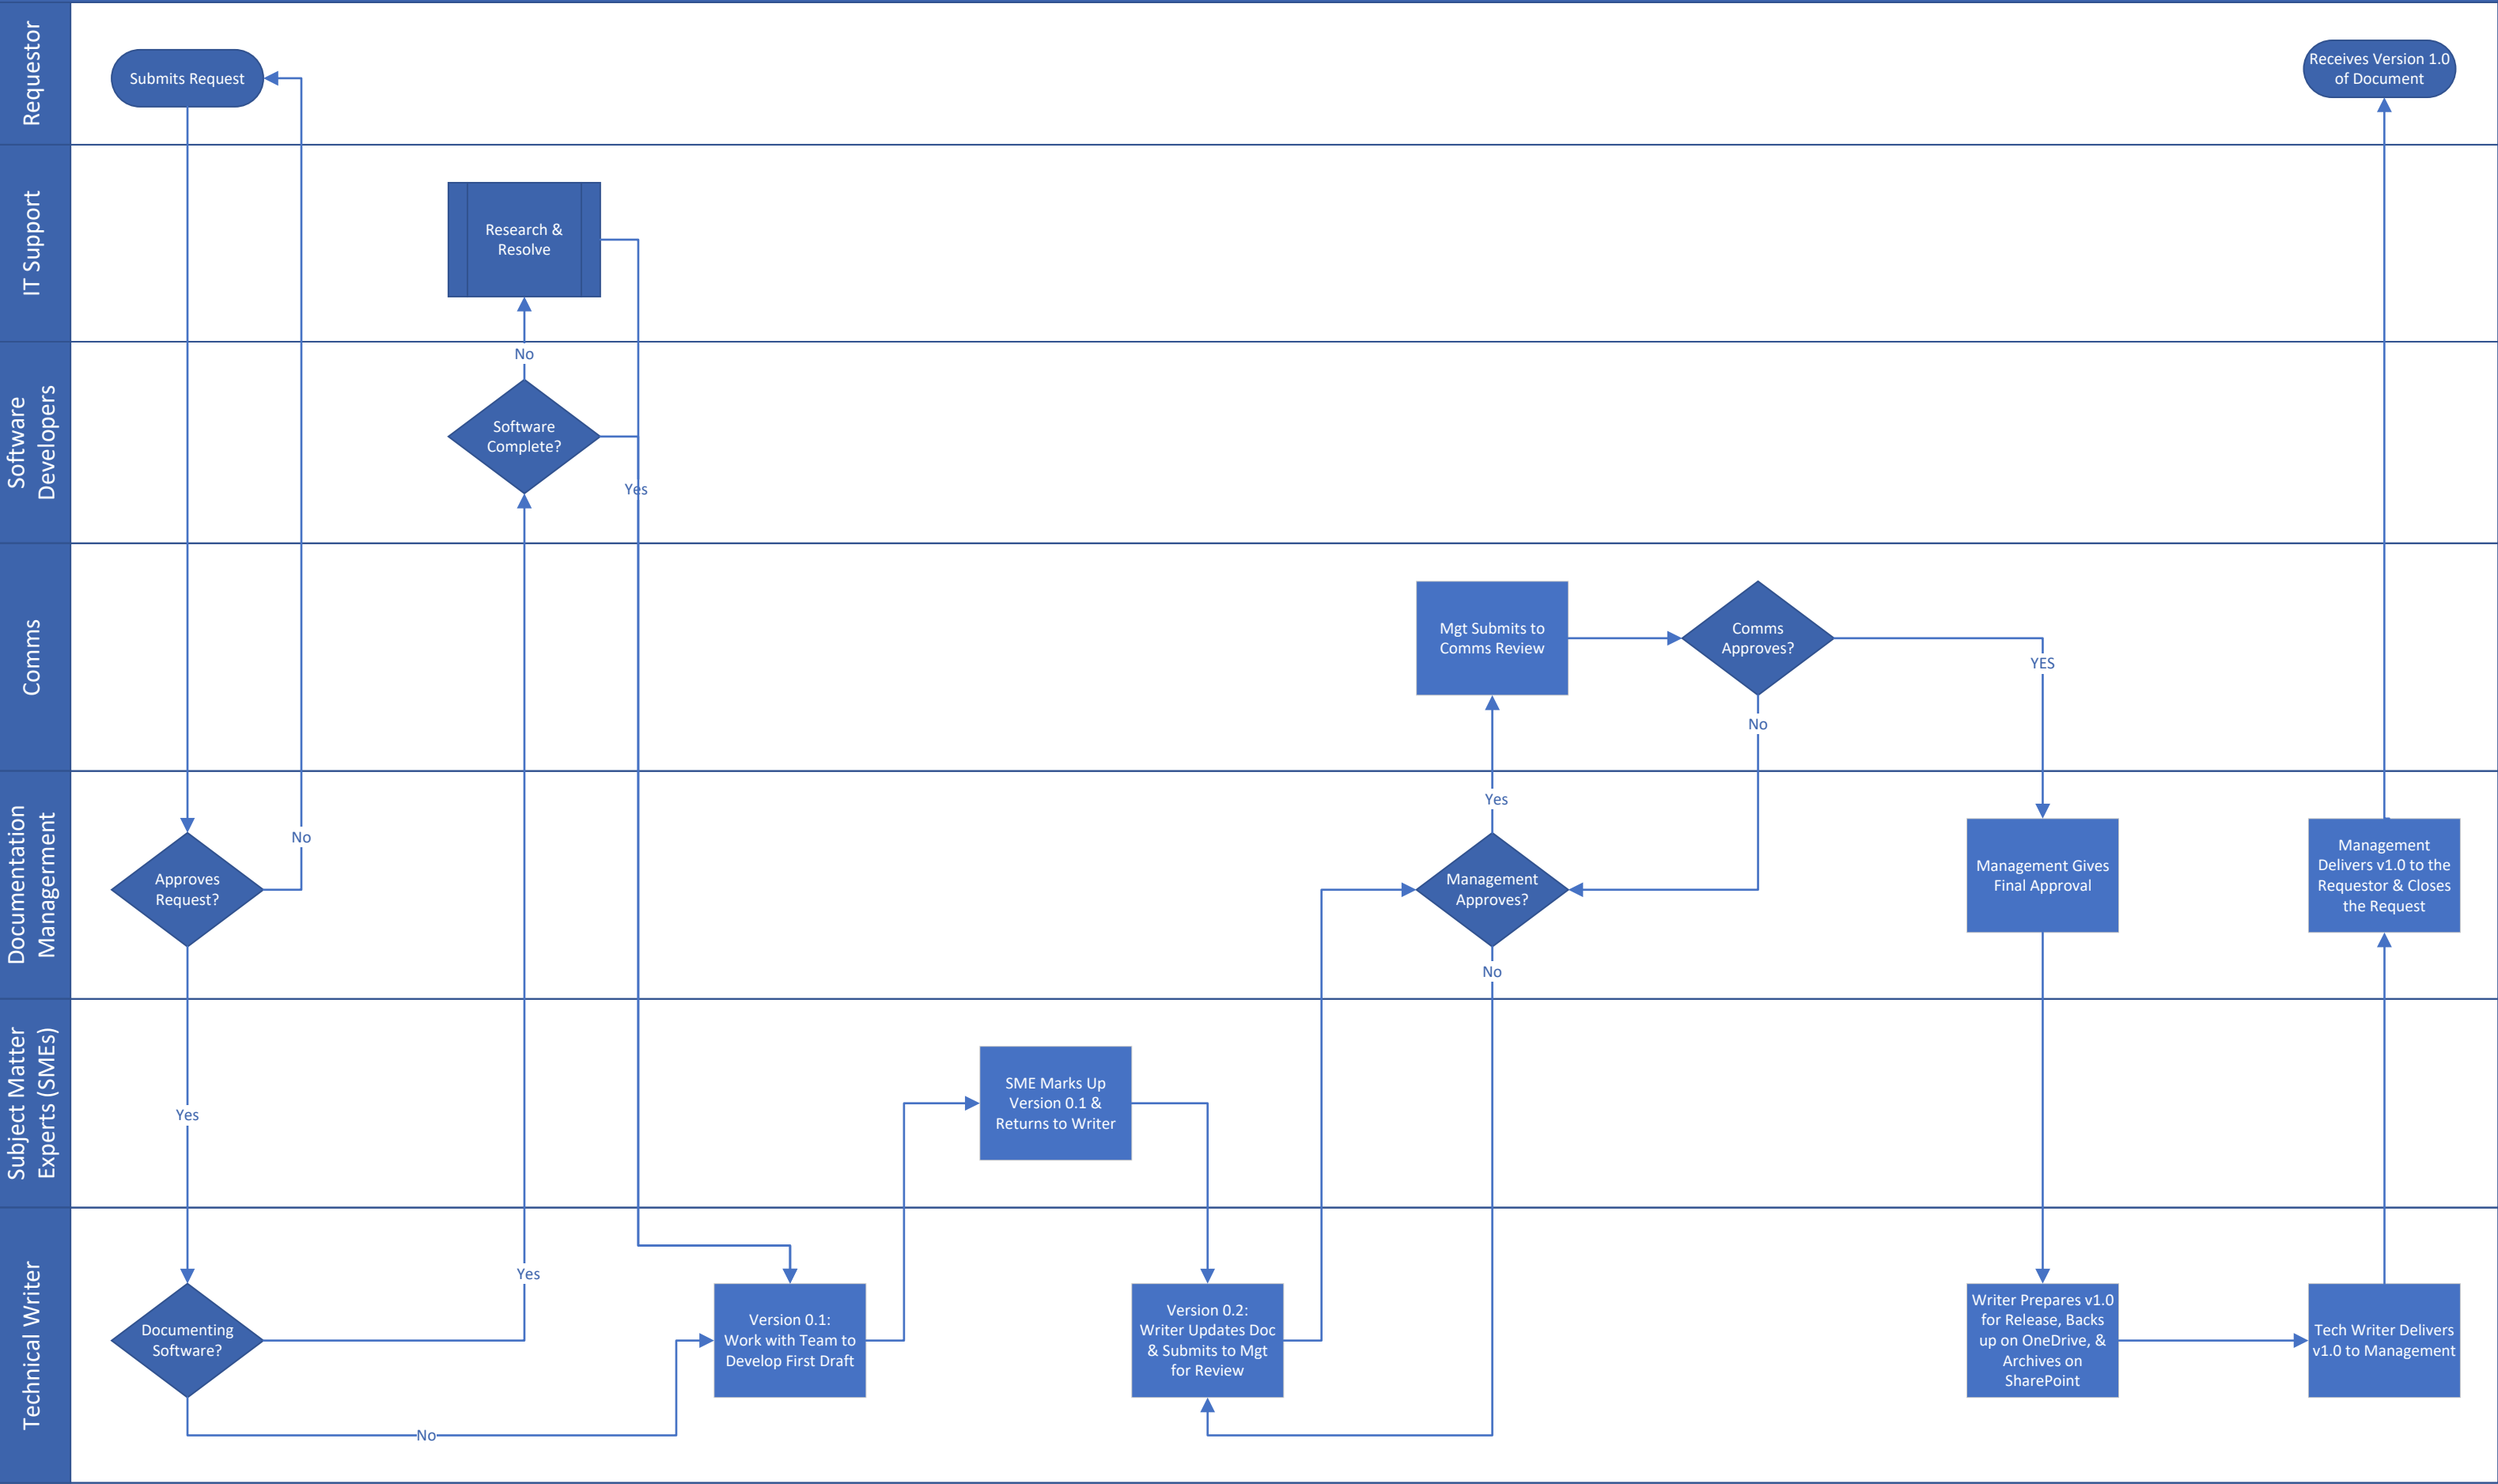 Requestor
Submits Request
Receives Version 1.0
of Document
IT Support
Research &
Resolve
No
Software
Developers
Software
Complete?
Yes
Comms
Mgt Submits to
Comms Review
Comms
Approves?
YES
No
Documentation
Managerment
Yes
No
Approves
Request?
Management
Approves?
Management Gives
Final Approval
Management
Delivers v1.0 to the
Requestor & Closes
the Request
No
Subject Matter
Experts (SMEs)
SME Marks Up
Version 0.1 &
Returns to Writer
Yes
Technical Writer
Yes
Documenting
Software?
Version 0.1:
Work with Team to
Develop First Draft
Version 0.2:
Writer Updates Doc
& Submits to Mgt
for Review
Writer Prepares v1.0
for Release, Backs
up on OneDrive, &
Archives on
SharePoint
Tech Writer Delivers
v1.0 to Management
No